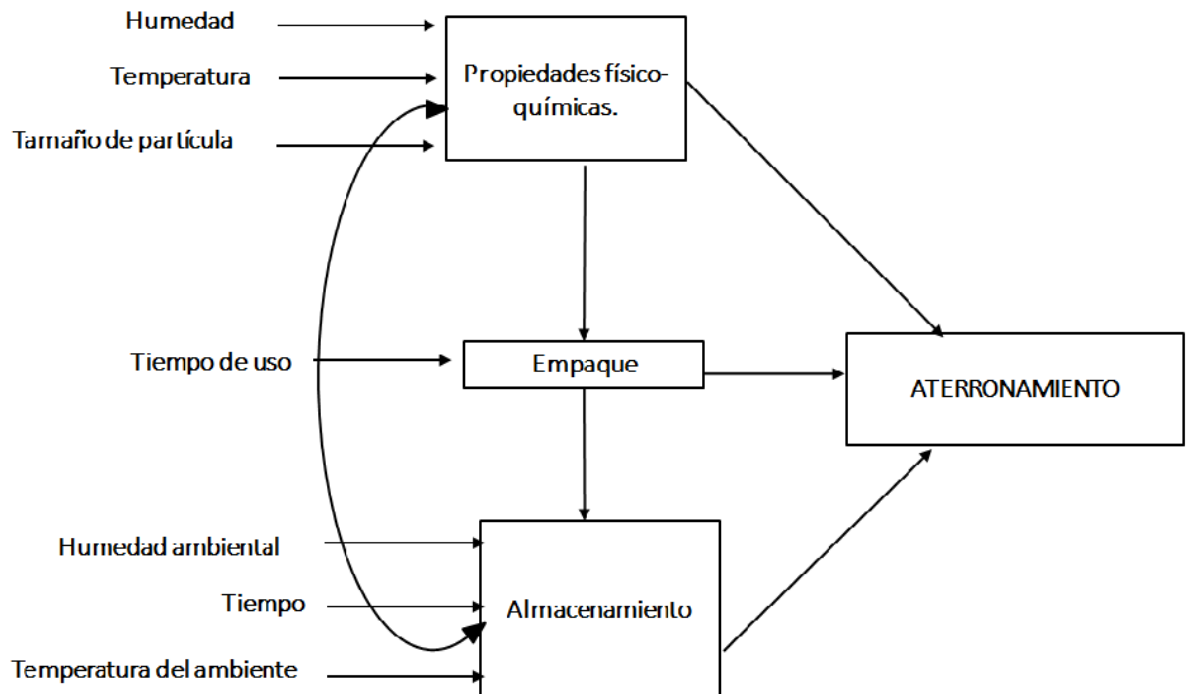 Humedad
Temperatura
Tamaño de partícula
Propiedades físico-
químicas.
Tiempo de uso
Empaque
ATERRONAMIENTO
Humedad ambiental
Tiempo
Almacenamiento
Temperatura del ambiente